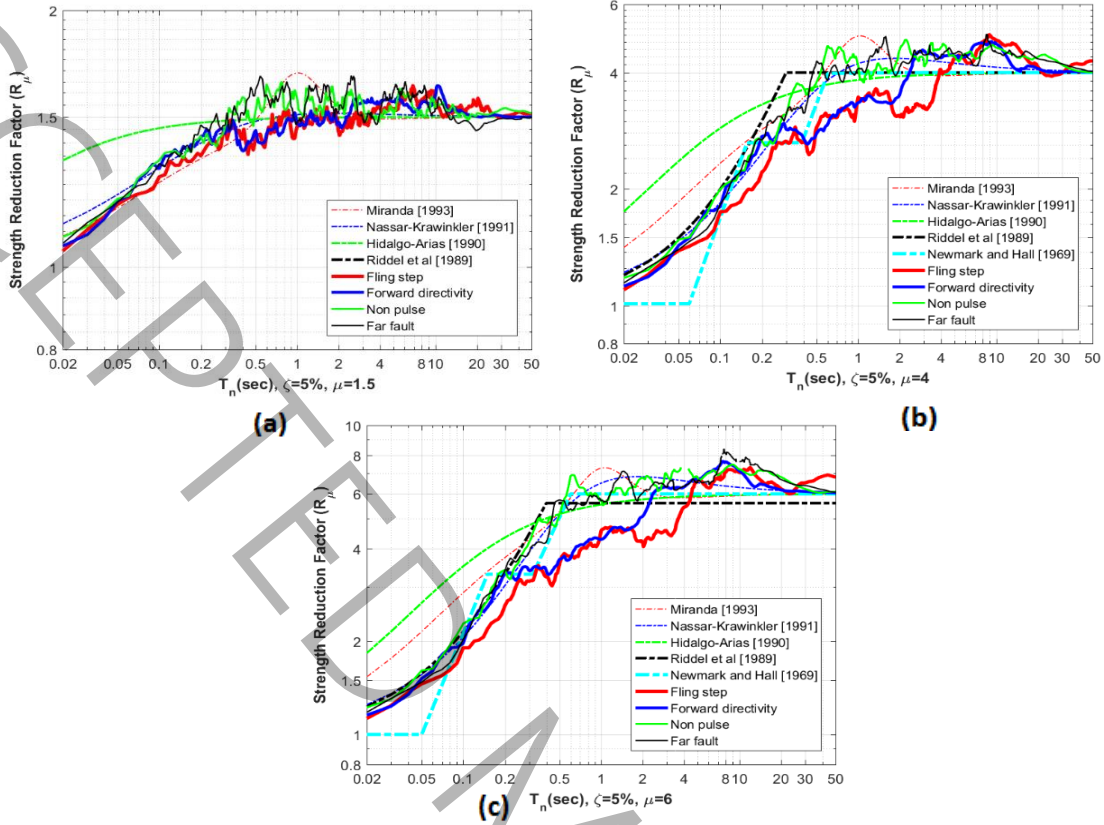 2
1.5
1
0.8
Strength Reduction Factor (Rμ)
0.02
0.05
0.1
0.2
0.5
1
2
4
8
10
20
50
Tn(sec), ζ=5%, μ=1.5
Miranda [1993]
Nassar-Krawinkler [1991]
Hidalgo-Arias [1990]
Riddel et al [1989]
Fling step
Forward directivity
Non pulse
Far fault
(a)
6
4
2
1.5
1
0.8
Strength Reduction Factor (Rμ)
0.02
0.05
0.1
0.2
0.5
1
2
4
8
10
30
50
Tn(sec), ζ=5%, μ=4
Miranda [1993]
Nassar-Krawinkler [1991]
Hidalgo-Arias [1990]
Riddel et al [1989]
Newmark and Hall [1969]
Fling step
Forward directivity
Non pulse
Far fault
(b)
10
8
6
4
2
1.5
1
0.8
Strength Reduction Factor (Rμ)
0.02
0.05
0.1
0.2
0.5
1
2
4
8
10
30
50
Tn(sec), ζ=5%, μ=6
Miranda [1993]
Nassar-Krawinkler [1991]
Hidalgo-Arias [1990]
Riddel et al [1989]
Newmark and Hall [1969]
Fling step
Forward directivity
Non pulse
Far fault
(c)
CEPTED M